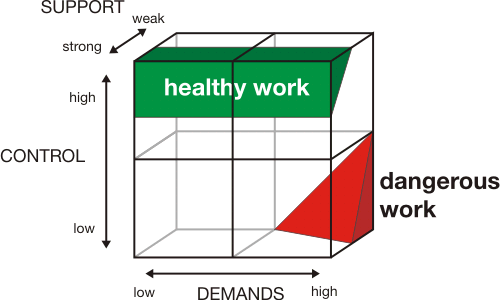 SUPPORT
weak
strong
healthy work
high
CONTROL
dangerous
work
low
low
DEMANDS
high